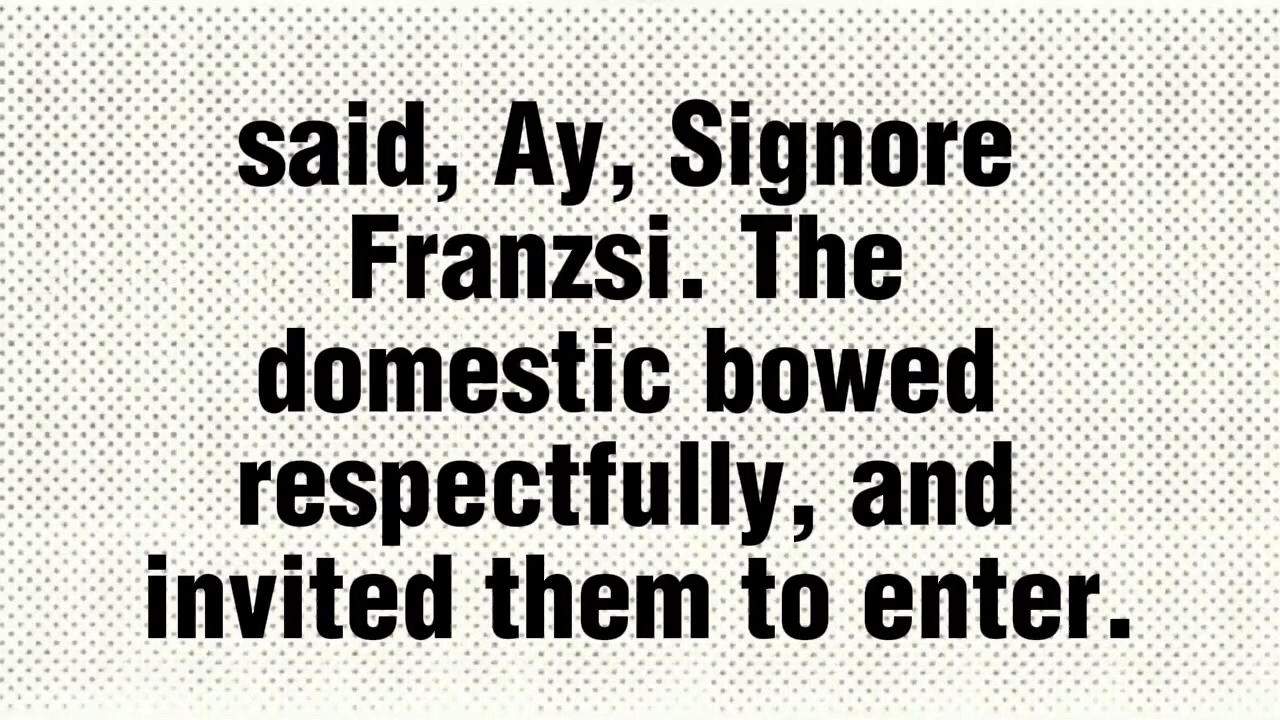 said, Ay, Signore
Franzsi. The
domestic bowed
respectfully, and
invited them to enter.